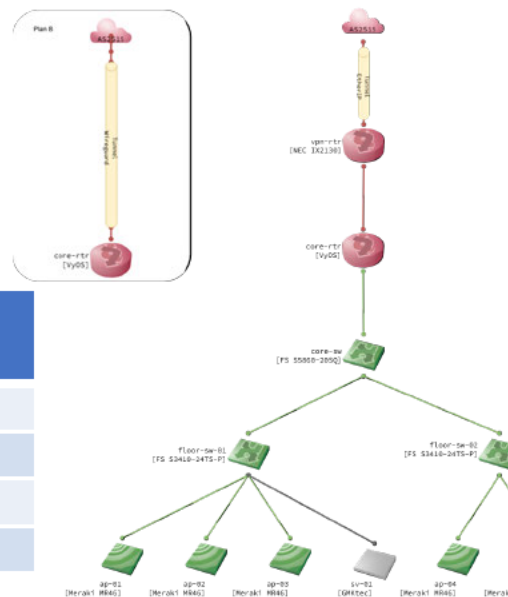 Plan B
AS2515
Tunnel
Wireguard
core-rtr
[VyOS]
AS2515
Tunnel
vpn-rtr
[NEC IX2130]
core-rtr
[VyOS]
core-sw
[FS S5860-20SQ]
floor-sw-01
[FS S3410-24TS-P]
floor-sw-02
[FS S3410-24TS-P]
ap-01
[Meraki MR46]
ap-02
[Meraki MR46]
ap-03
[Meraki MR46]
sv-01
[GMKtec]
ap-04
[Meraki MR46]